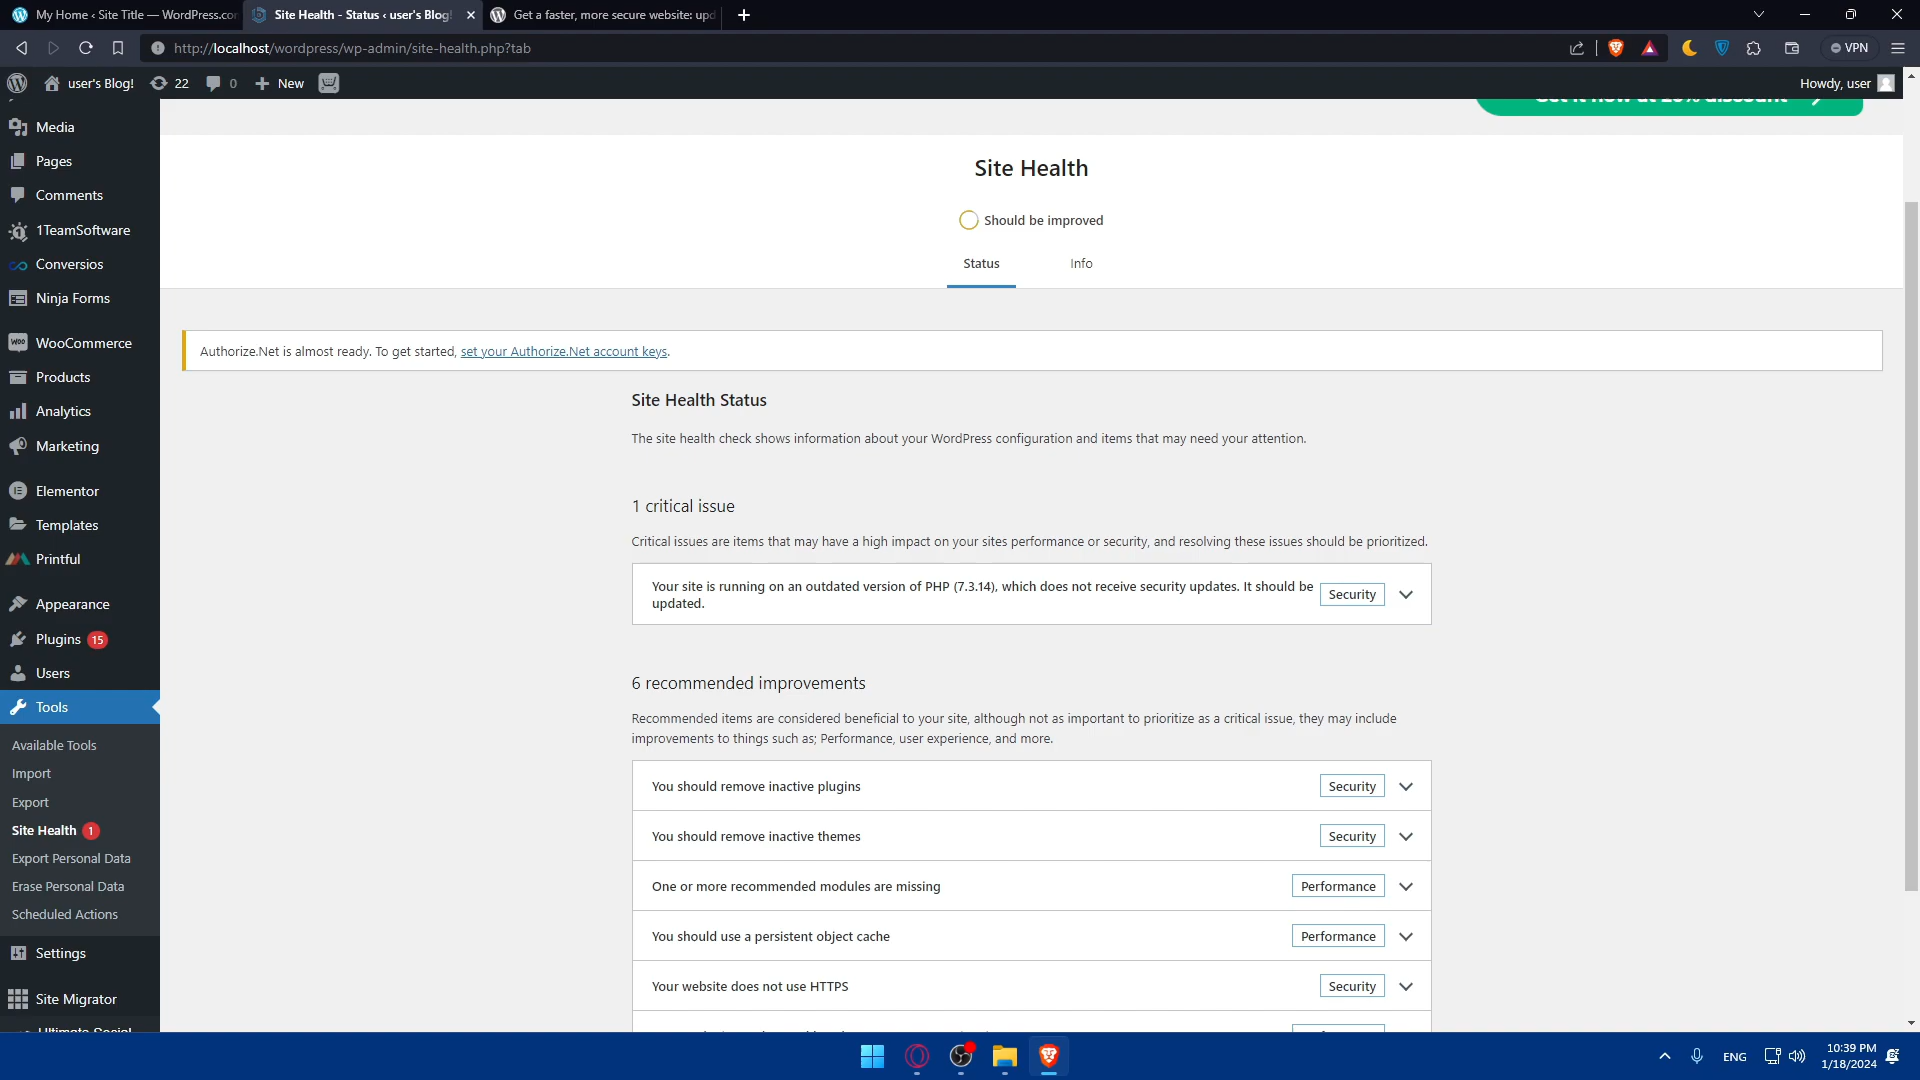 My Home ‹ Site Title — WordPress.com
Site Health - Status ‹ user's Blog!
Get a faster, more secure website: upd
http://localhost/wordpress/wp-admin/site-health.php?tab
VPN
user's Blog!
22
0
New
Howdy, user
Get it now at 20% discount
Media
Pages
Comments
1TeamSoftware
Conversios
Ninja Forms
WooCommerce
Products
Analytics
Marketing
Elementor
Templates
Printful
Appearance
Plugins 15
Users
Tools
Available Tools
Import
Export
Site Health 1
Export Personal Data
Erase Personal Data
Scheduled Actions
Settings
Site Migrator
Ultimate Social
Site Health
Should be improved
Status
Info
Authorize.Net is almost ready. To get started, set your Authorize.Net account keys.
Site Health Status
The site health check shows information about your WordPress configuration and items that may need your attention.
1 critical issue
Critical issues are items that may have a high impact on your sites performance or security, and resolving these issues should be prioritized.
Your site is running on an outdated version of PHP (7.3.14), which does not receive security updates. It should be
updated.
Security
6 recommended improvements
Recommended items are considered beneficial to your site, although not as important to prioritize as a critical issue, they may include
improvements to things such as; Performance, user experience, and more.
You should remove inactive plugins
Security
You should remove inactive themes
Security
One or more recommended modules are missing
Performance
You should use a persistent object cache
Performance
Your website does not use HTTPS
Security
ENG
10:39 PM
1/18/2024